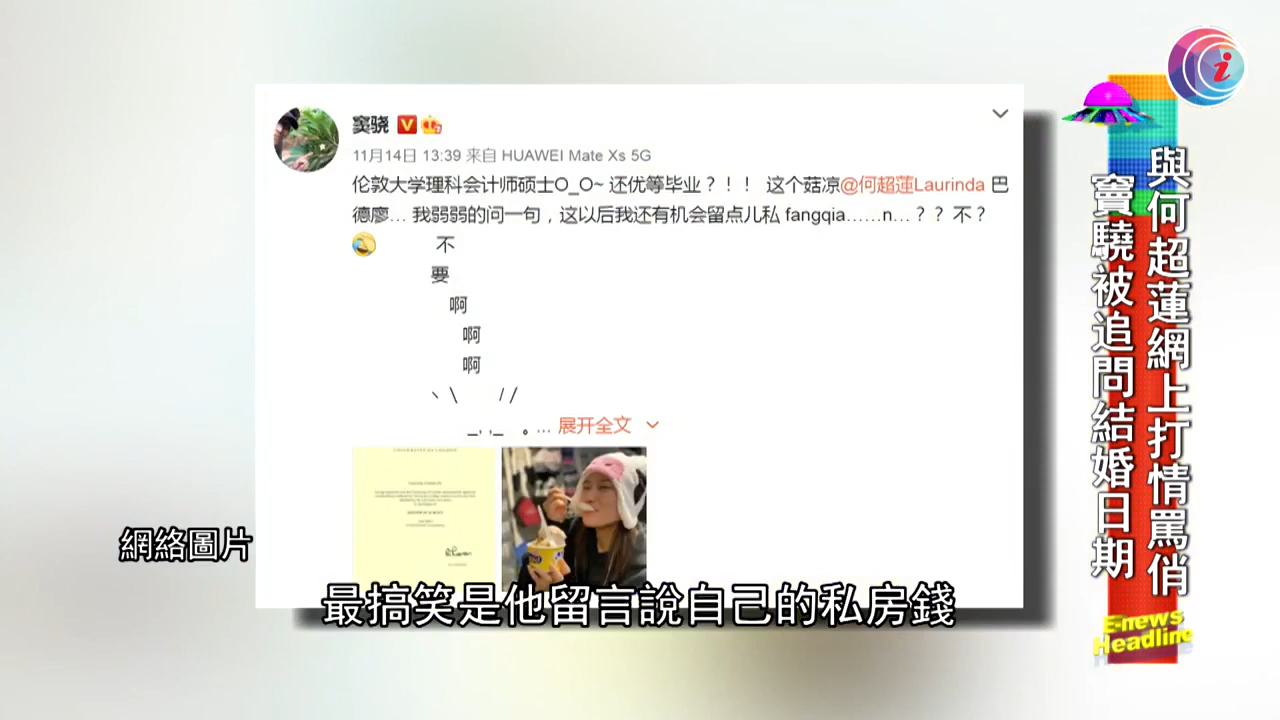 窦骁
11月14日 13:39 来自 HUAWEI Mate Xs 5G
伦敦大学理科会计师硕士O_O~ 还优等毕业？！！ 这个菇凉@何超蓮Laurinda 巴
德廖... 我弱弱的问一句，这以后我还有机会留点儿私 fangqia……n…？？ 不？
不
要
啊
啊
啊
、\ //
_, ,_ 。... 展开全文
網絡圖片
最搞笑是他留言說自己的私房錢
與何超蓮網上打情罵俏
竇驍被追問結婚日期
E-news
Headline
i